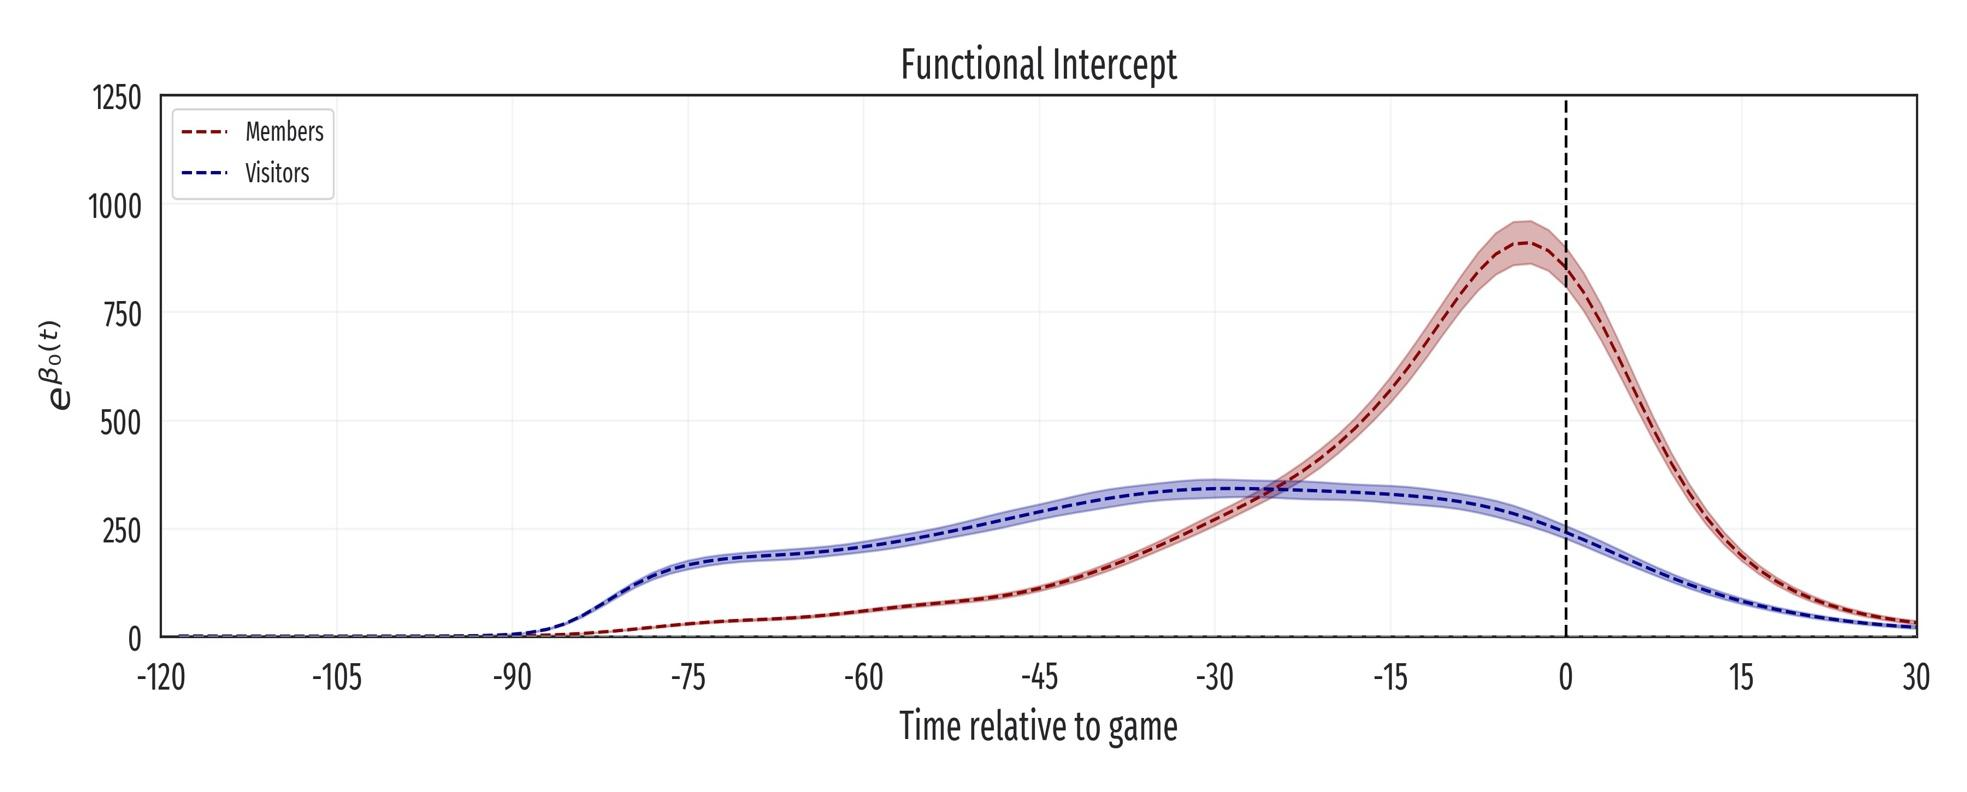 Functional Intercept
Members
Visitors
1250
1000
750
500
250
0
e^{β₀(t)}
-120 -105 -90 -75 -60 -45 -30 -15 0 15 30
Time relative to game